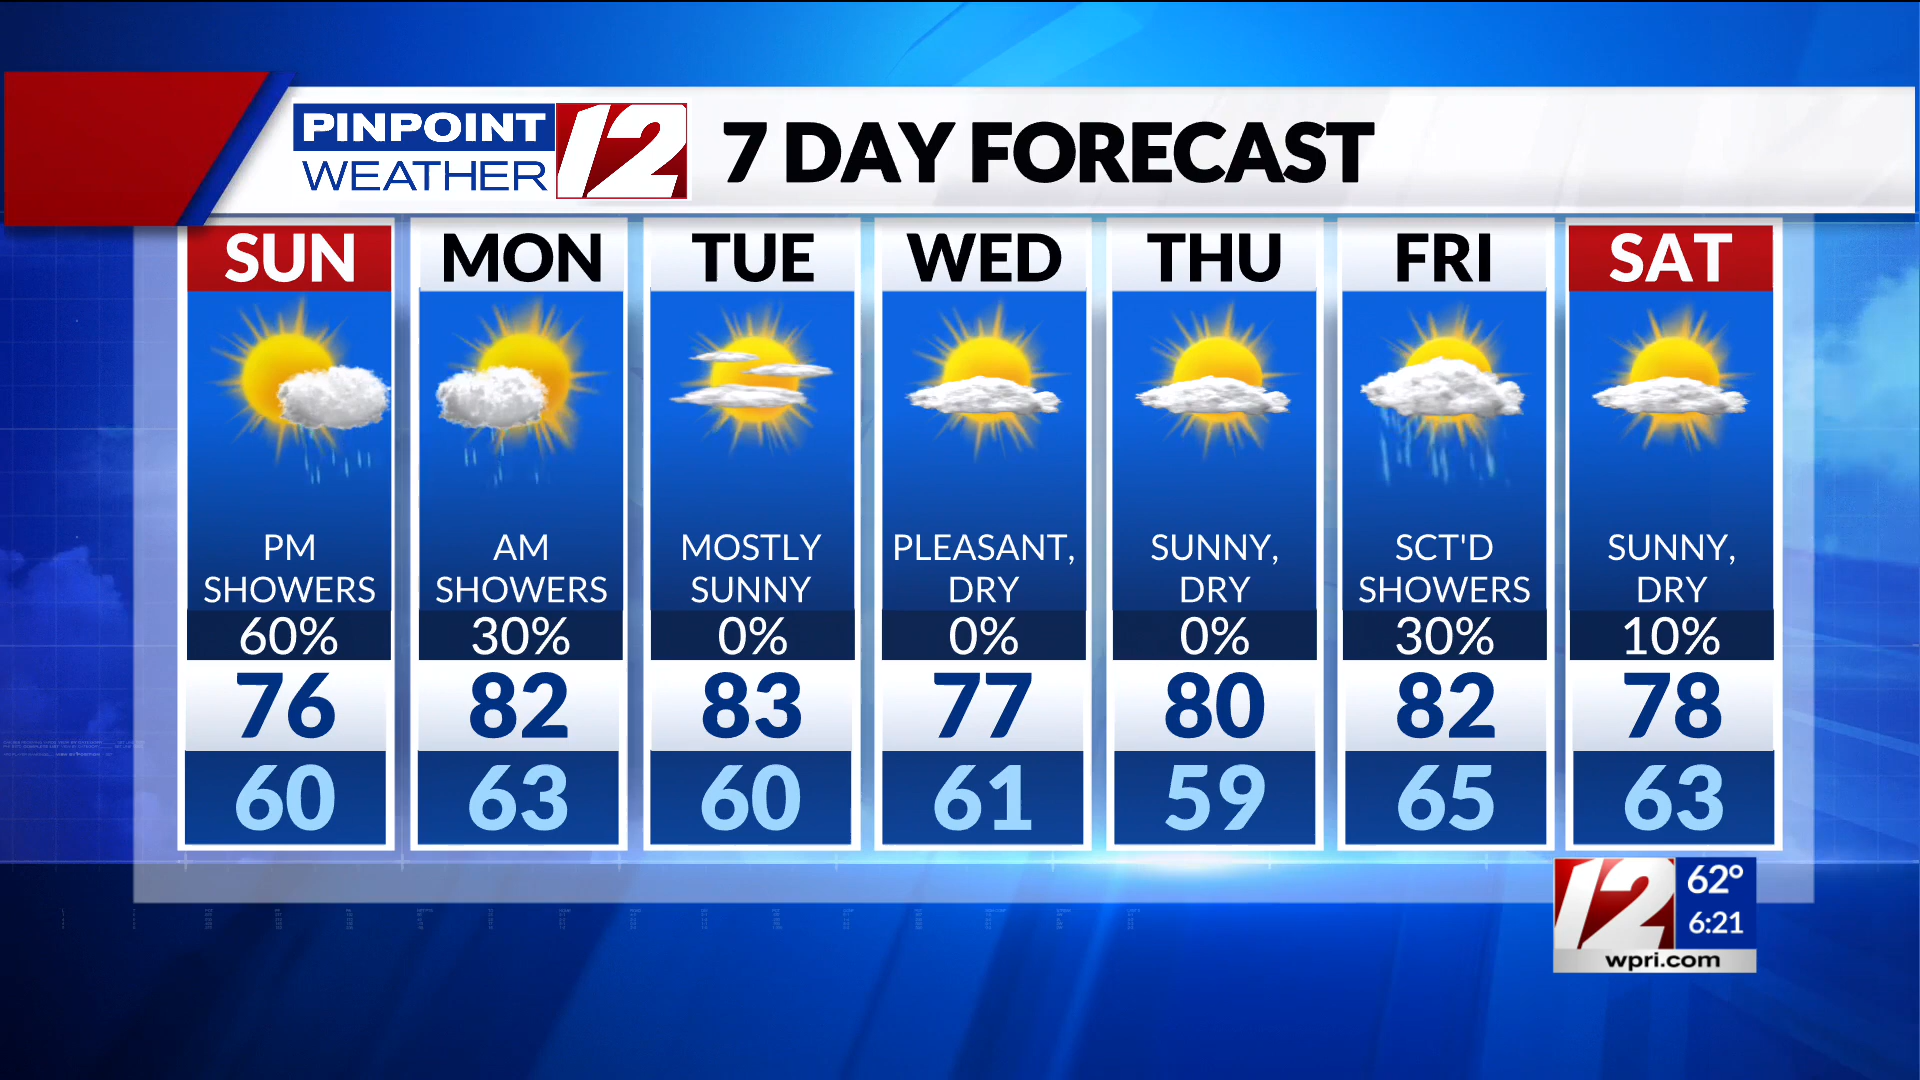 PINPOINT
WEATHER
12
7 DAY FORECAST
SUN
MON
TUE
WED
THU
FRI
SAT
PM
SHOWERS
AM
SHOWERS
MOSTLY
SUNNY
PLEASANT,
DRY
SUNNY,
DRY
SCT'D
SHOWERS
SUNNY,
DRY
60%
30%
0%
0%
0%
30%
10%
76
82
83
77
80
82
78
60
63
60
61
59
65
63
12
62°
6:21
wpri.com